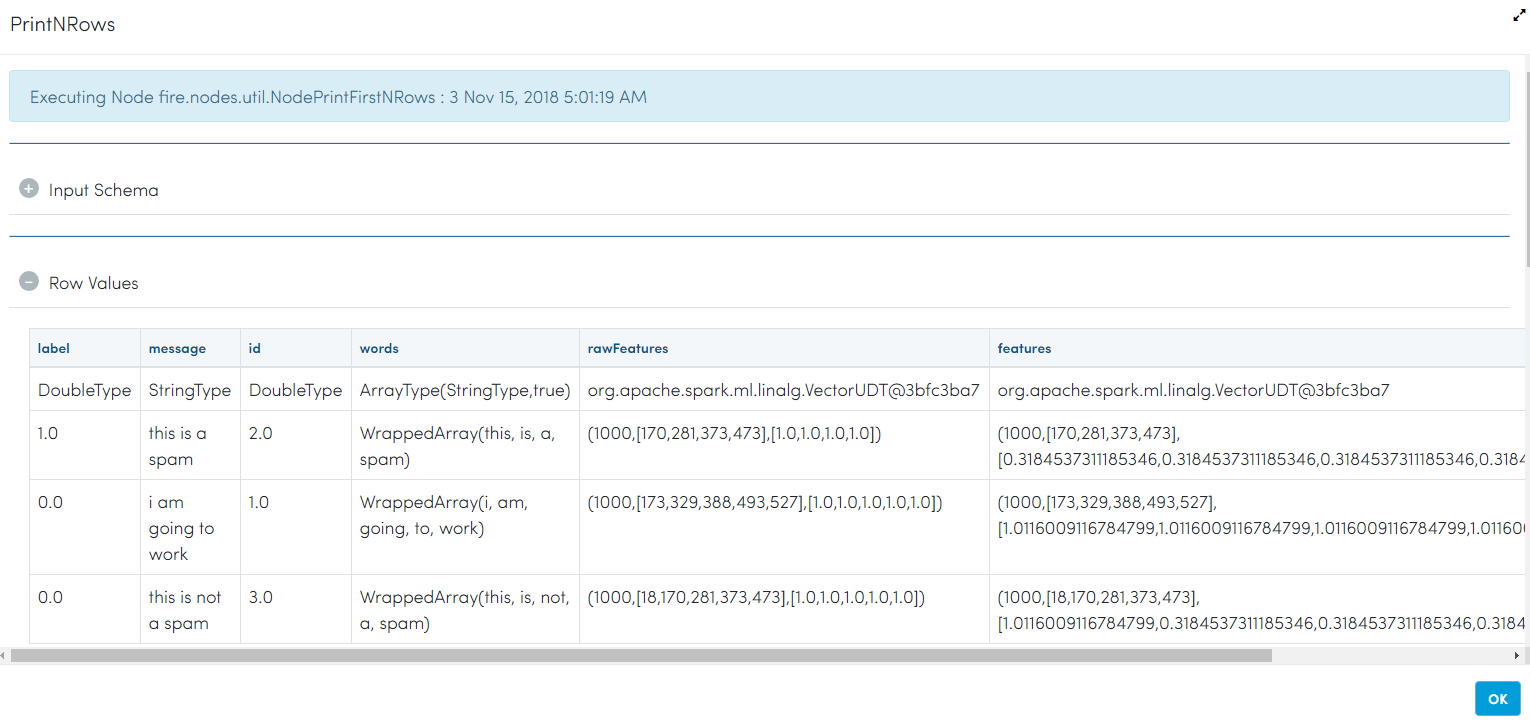 PrintNRows
Executing Node fire.nodes.util.NodePrintFirstNRows : 3 Nov 15, 2018 5:01:19 AM
Input Schema
Row Values
label message id words rawFeatures features
DoubleType StringType DoubleType ArrayType(StringType,true) org.apache.spark.ml.linalg.VectorUDT@3bfc3ba7 org.apache.spark.ml.linalg.VectorUDT@3bfc3ba7
1.0 this is a 2.0 WrappedArray(this, is, a, (1000,[170,281,373,473],[1.0,1.0,1.0,1.0]) (1000,[170,281,373,473],
spam spam) [0.3184537311185346,0.3184537311185346,0.3184537311185346,0.3184
0.0 i am 1.0 WrappedArray(i, am, (1000,[173,329,388,493,527],[1.0,1.0,1.0,1.0,1.0]) (1000,[173,329,388,493,527],
going to going, to, work) [1.0116009116784799,1.0116009116784799,1.0116009116784799,1.01160
work
0.0 this is not 3.0 WrappedArray(this, is, not, (1000,[18,170,281,373,473],[1.0,1.0,1.0,1.0,1.0]) (1000,[18,170,281,373,473],
a spam a, spam) [1.0116009116784799,0.3184537311185346,0.3184537311185346,0.3184
OK